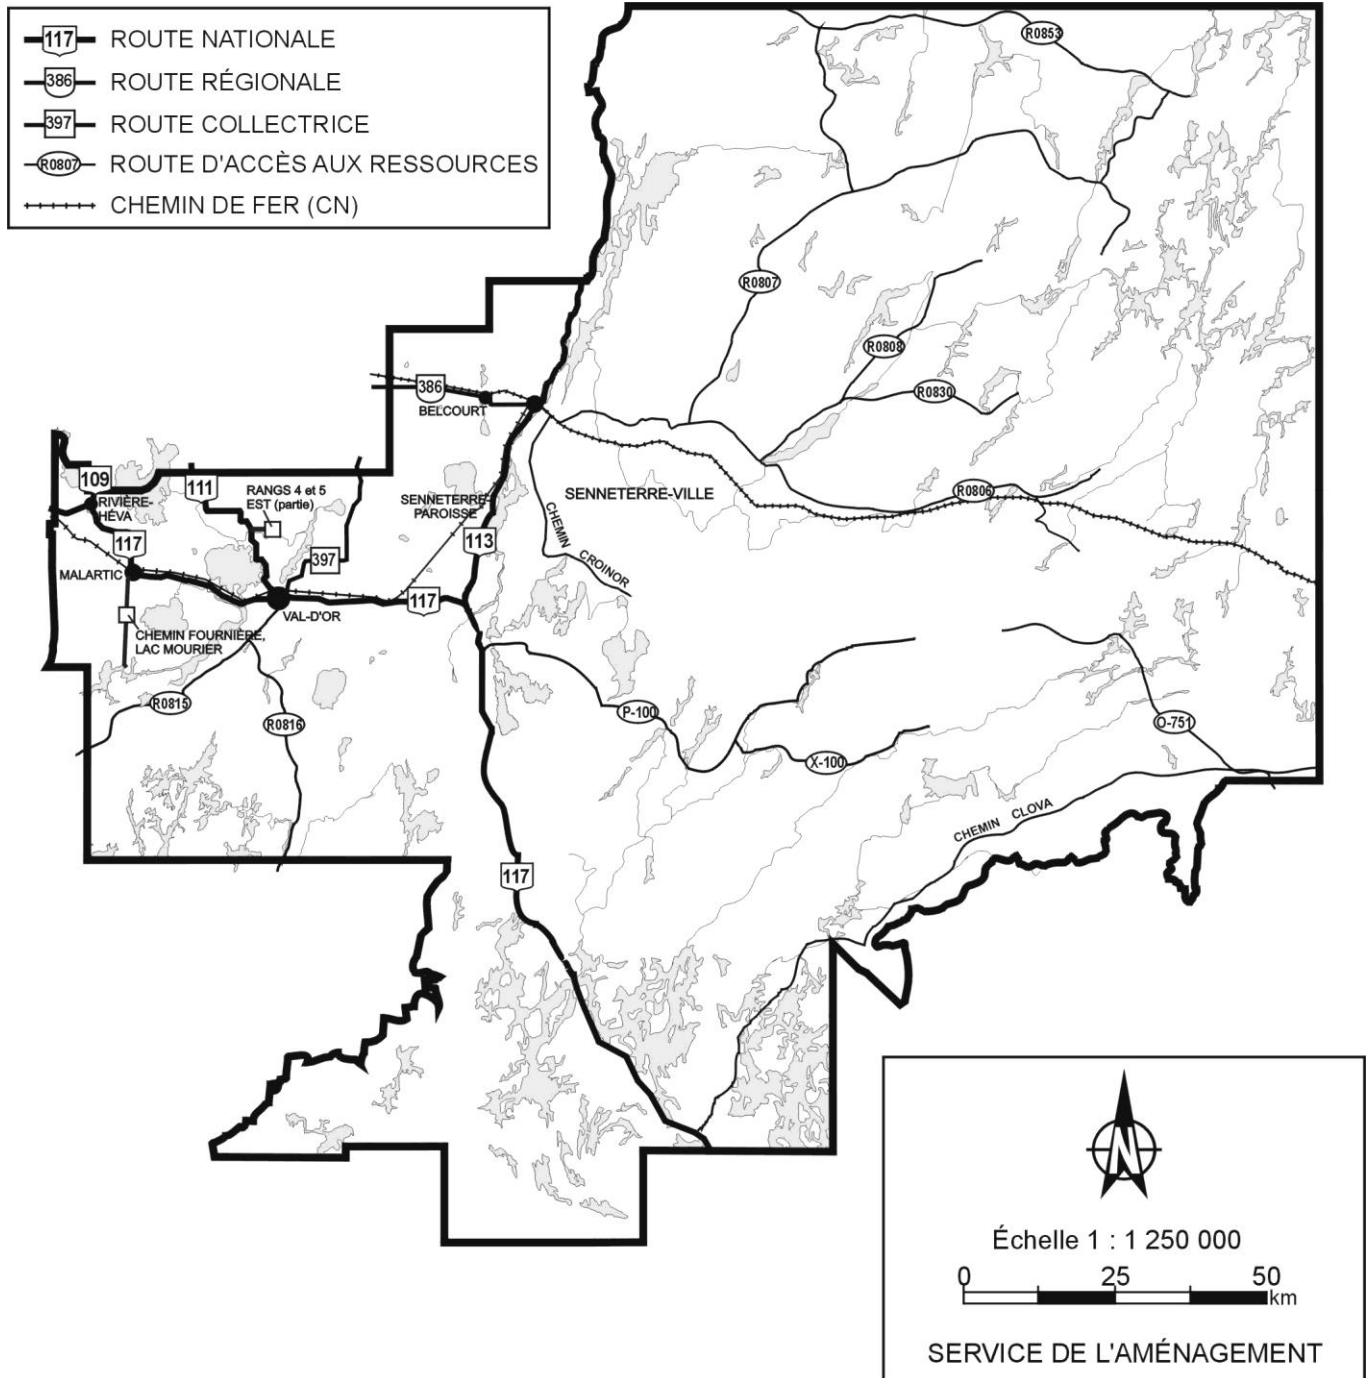 117 ROUTE NATIONALE
386 ROUTE RÉGIONALE
397 ROUTE COLLECTRICE
R0807 ROUTE D'ACCÈS AUX RESSOURCES
CHEMIN DE FER (CN)
R0853
R0807
R0808
R0830
386
BELCOURT
109
RIVIÈRE-
HÉVA
111
RANGS 4 et 5
EST (partie)
SENNETERRE-
PAROISSE
SENNETERRE-VILLE
R0806
117
113
CHEMIN CROINOR
397
MALARTIC
117
VAL-D'OR
CHEMIN FOURNIÈRE,
LAC MOURIER
R0815
R0816
P-100
O-751
X-100
CHEMIN CLOVA
117
N
Échelle 1 : 1 250 000
0 25 50
km
SERVICE DE L'AMÉNAGEMENT